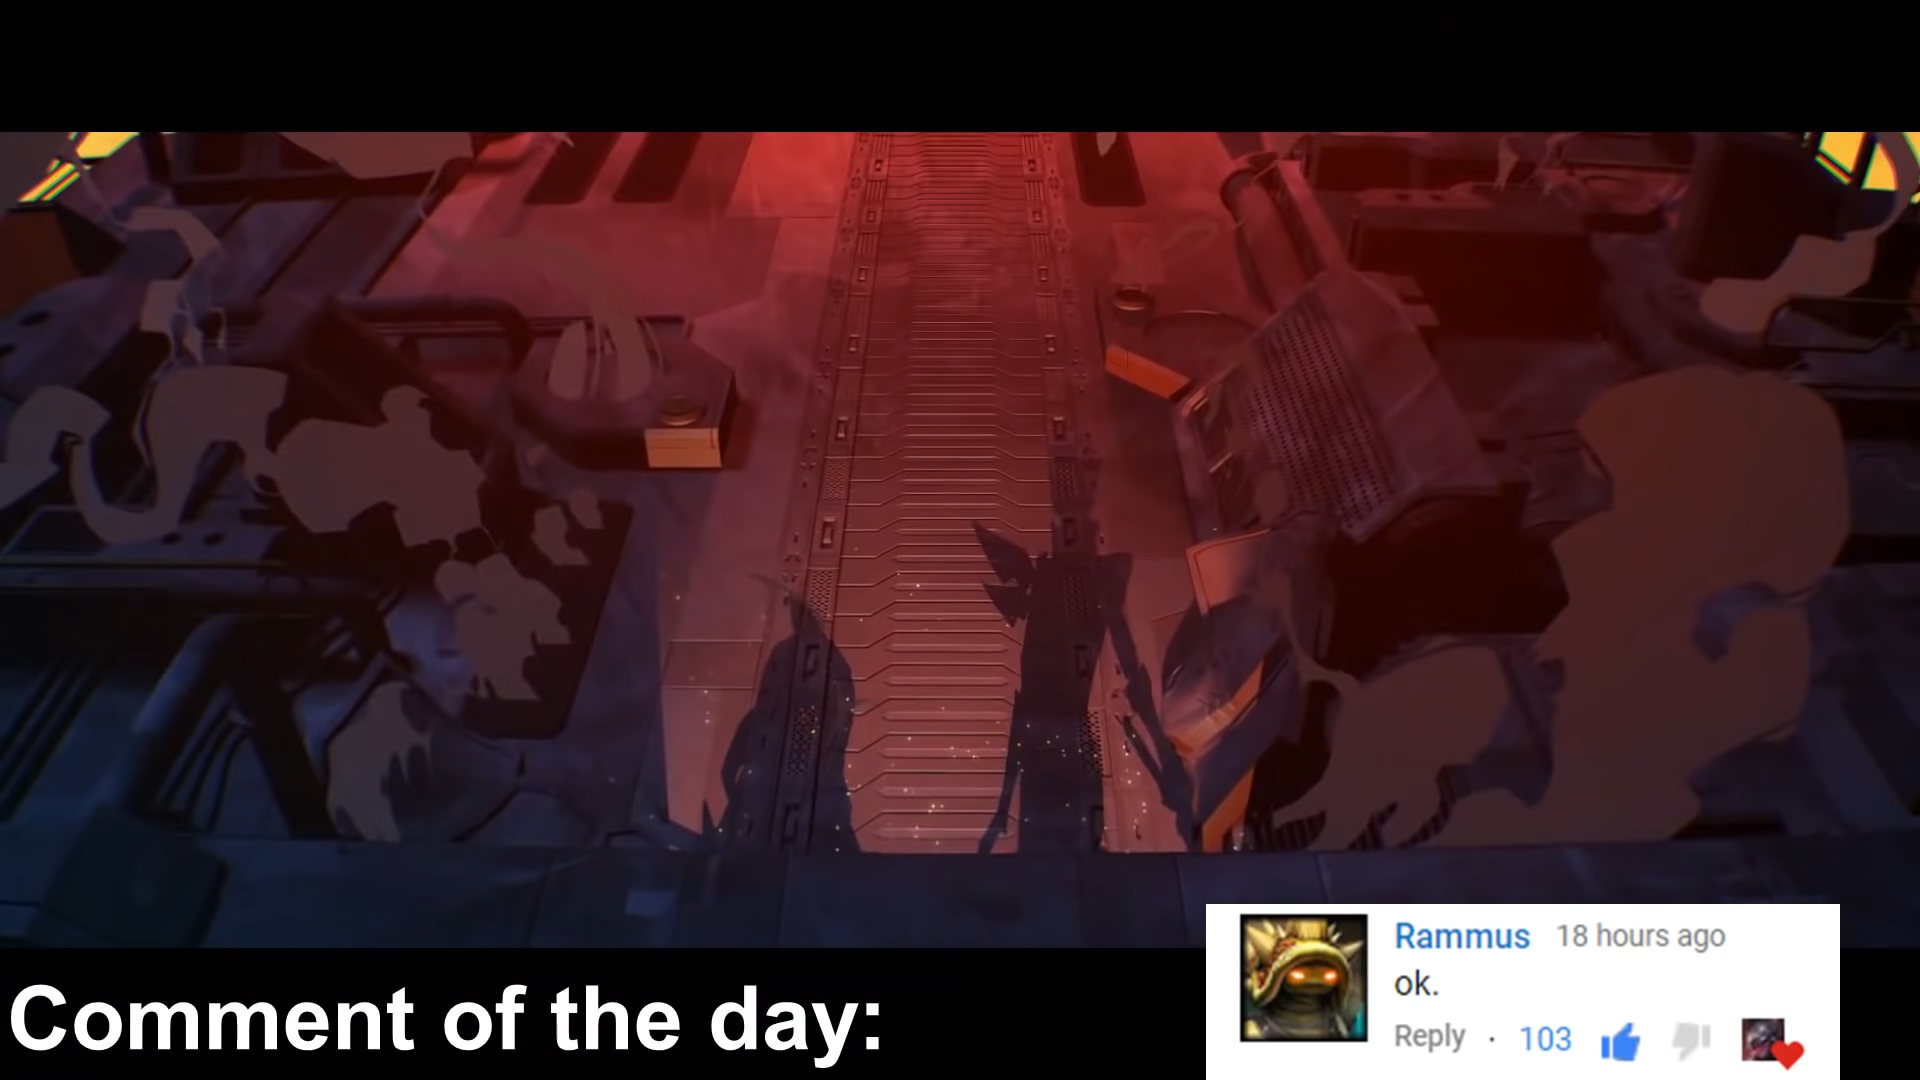 Comment of the day:
Rammus 18 hours ago
ok.
Reply · 103